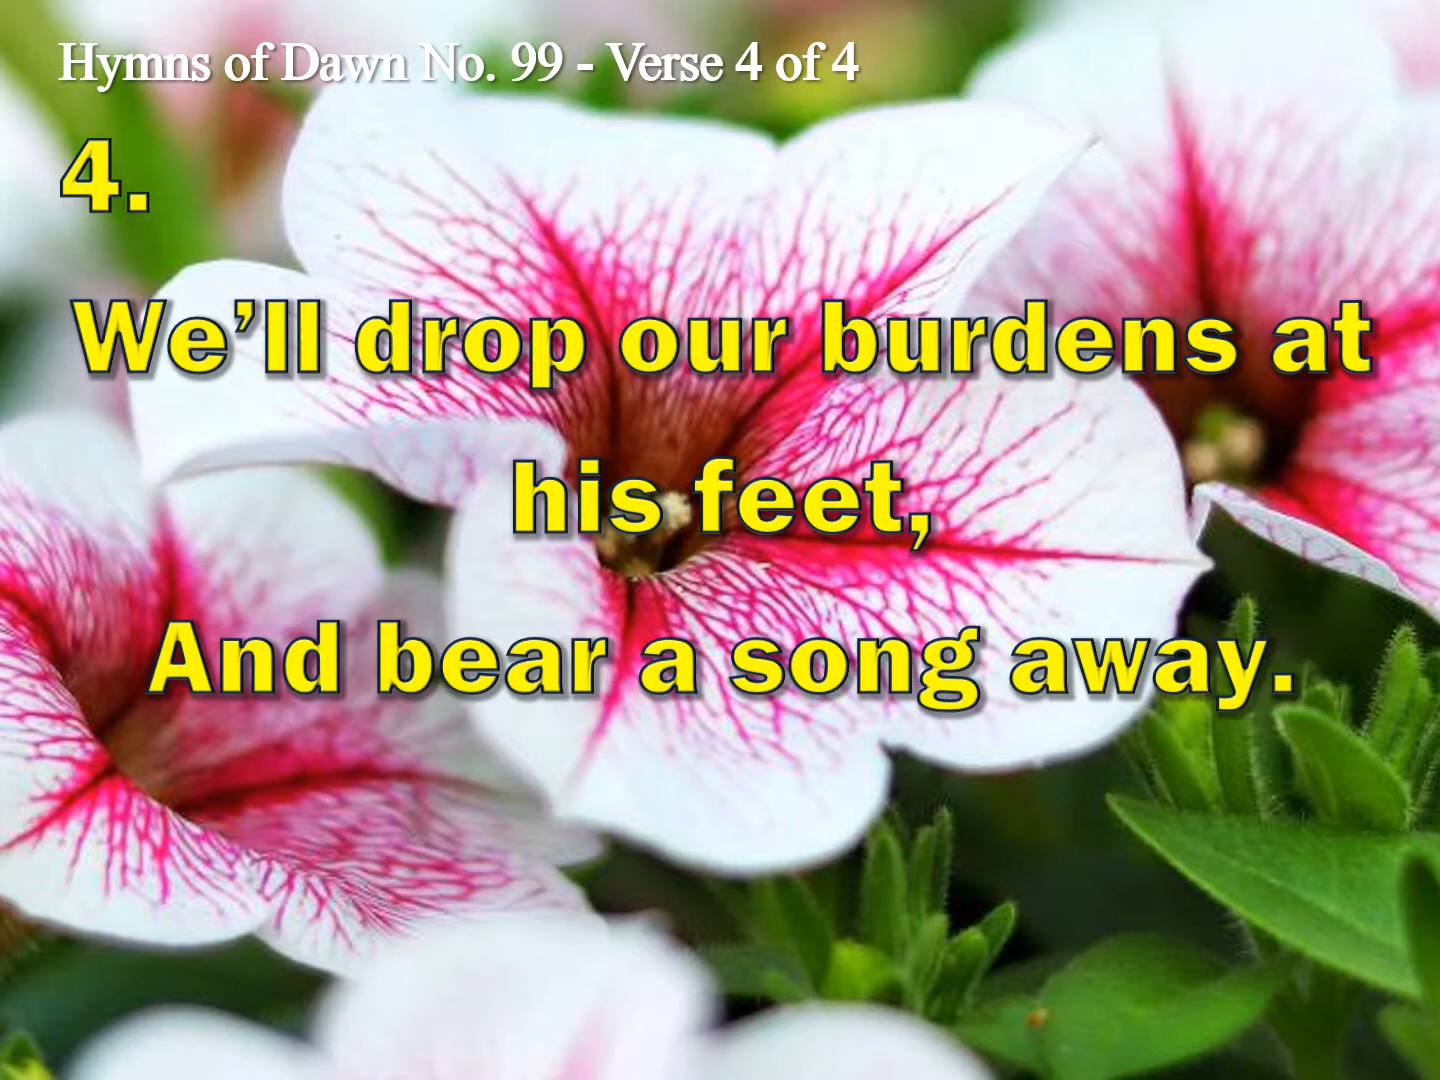 Hymns of Dawn No. 99 - Verse 4 of 4
4.
We’ll drop our burdens at
his feet,
And bear a song away.